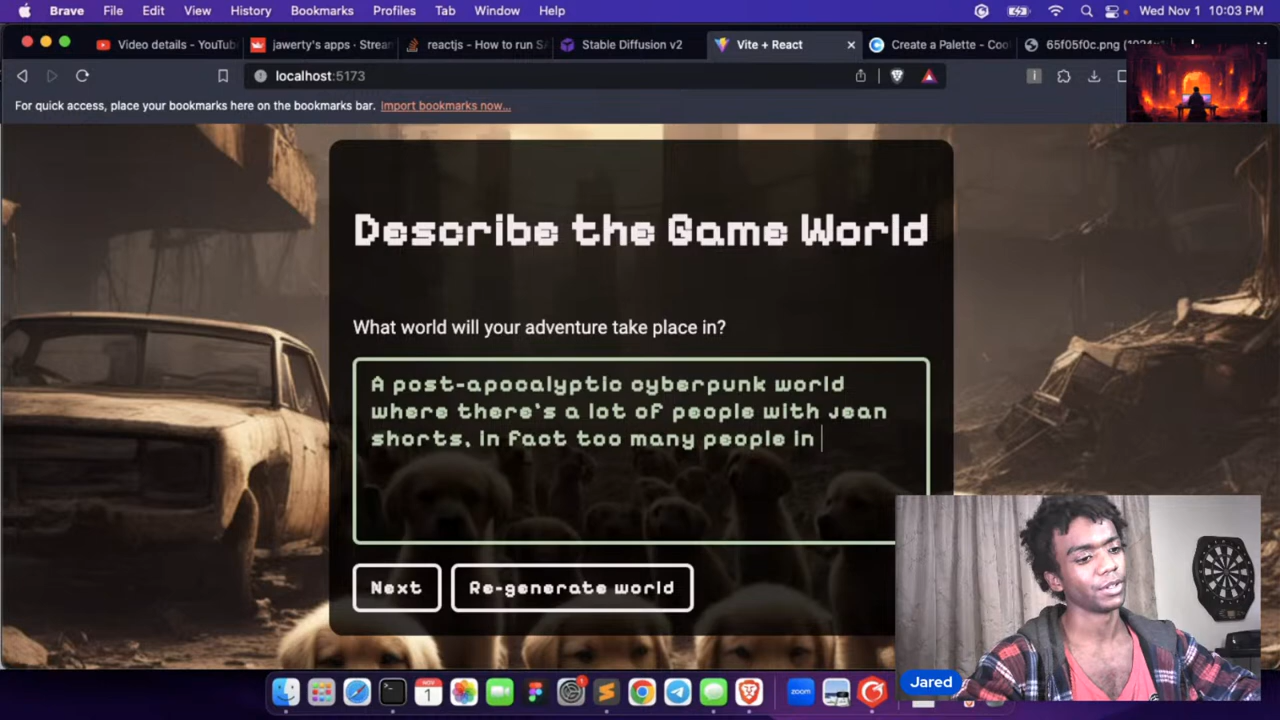 Brave File Edit View History Bookmarks Profiles Tab Window Help Wed Nov 1 10:03 PM
Video details - YouTub jawerty's apps · Stream reactjs - How to run SA Stable Diffusion v2 Vite + React Create a Palette - Coo 65f05f0c.png
localhost:5173
For quick access, place your bookmarks here on the bookmarks bar. Import bookmarks now...
Describe the Game World
What world will your adventure take place in?
A post-apocalyptic cyberpunk world
where there's a lot of people with jean
shorts, in fact too many people in
Next Re-generate world
Jared
zoom